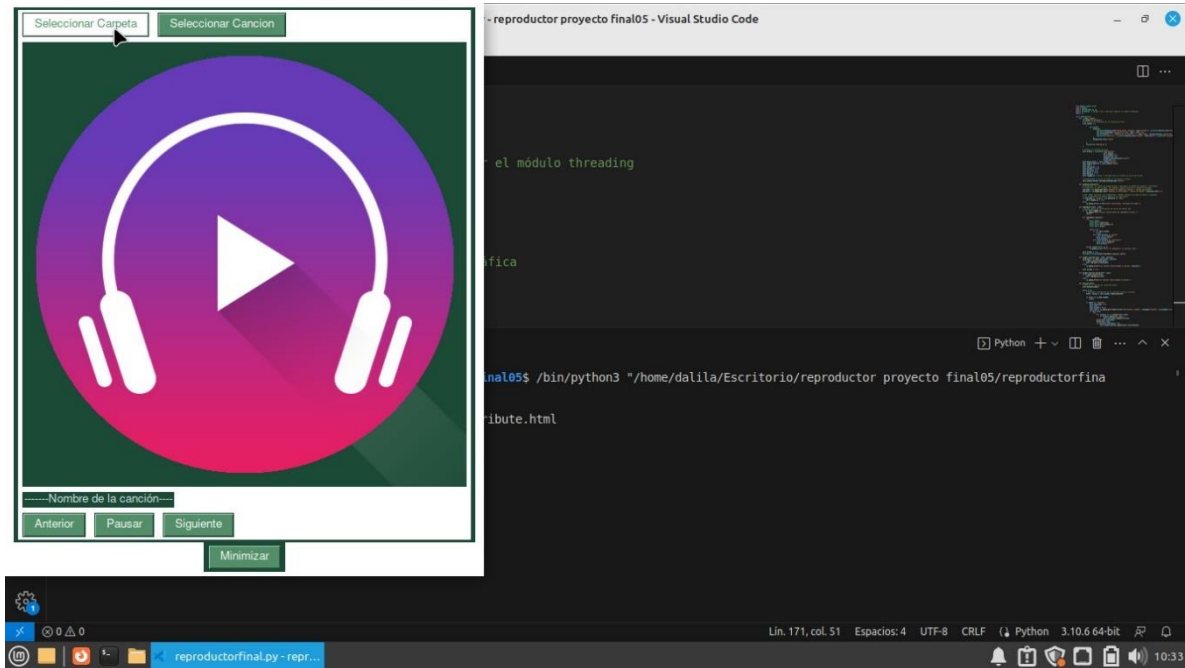 Seleccionar Carpeta
Seleccionar Cancion
- reproductor proyecto final05 - Visual Studio Code
r el módulo threading
áfica
Python
inal05$ /bin/python3 "/home/dalila/Escritorio/reproductor proyecto final05/reproductorfina
ribute.html
-------Nombre de la canción----
Anterior
Pausar
Siguiente
Minimizar
1
0 0
Lín. 171, col. 51 Espacios: 4 UTF-8 CRLF Python 3.10.6 64-bit
reproductorfinal.py - repr...
10:33